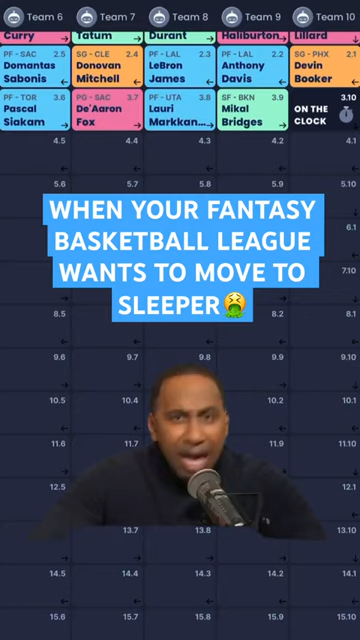 Team 6 Team 7 Team 8 Team 9 Team 10
Curry Tatum Durant Haliburton Lillard
PF - SAC 2.5 SG - CLE 2.4 PF - LAL 2.3 PF - LAL 2.2 SG - PHX 2.1
Domantas Donovan LeBron Anthony Devin
Sabonis Mitchell James Davis Booker
PF - TOR 3.6 PG - SAC 3.7 PF - UTA 3.8 SF - BKN 3.9 3.10
Pascal De'Aaron Lauri Mikal ON THE
Siakam Fox Markkan... Bridges CLOCK
4.5 4.4 4.3 4.2 4.1
5.6 5.7 5.8 5.9 5.10
WHEN YOUR FANTASY
6.1
BASKETBALL LEAGUE
WANTS TO MOVE TO
7.10
SLEEPER🤮
8.5 8.4 8.2 8.1
9.6 9.7 9.8 9.9 9.10
10.5 10.4 10.2 10.1
11.6 11.7 11.9 11.10
12.5 12.1
13.7 13.8 13.10
14.5 14.4 14.3 14.2 14.1
15.6 15.7 15.8 15.9 15.10